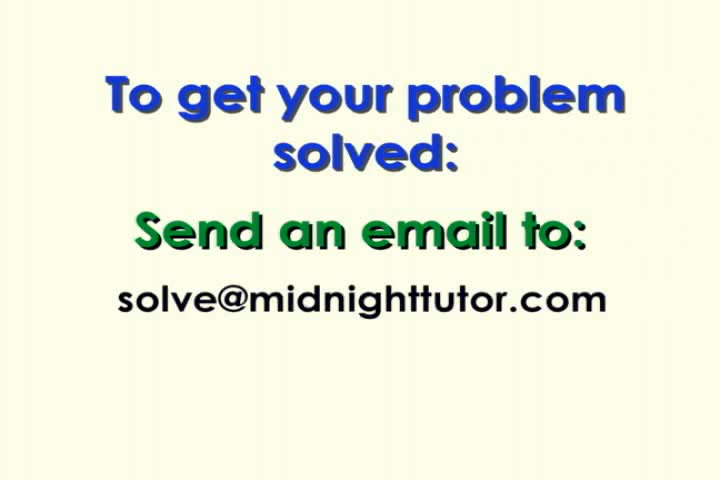 To get your problem
solved:
Send an email to:
solve@midnighttutor.com